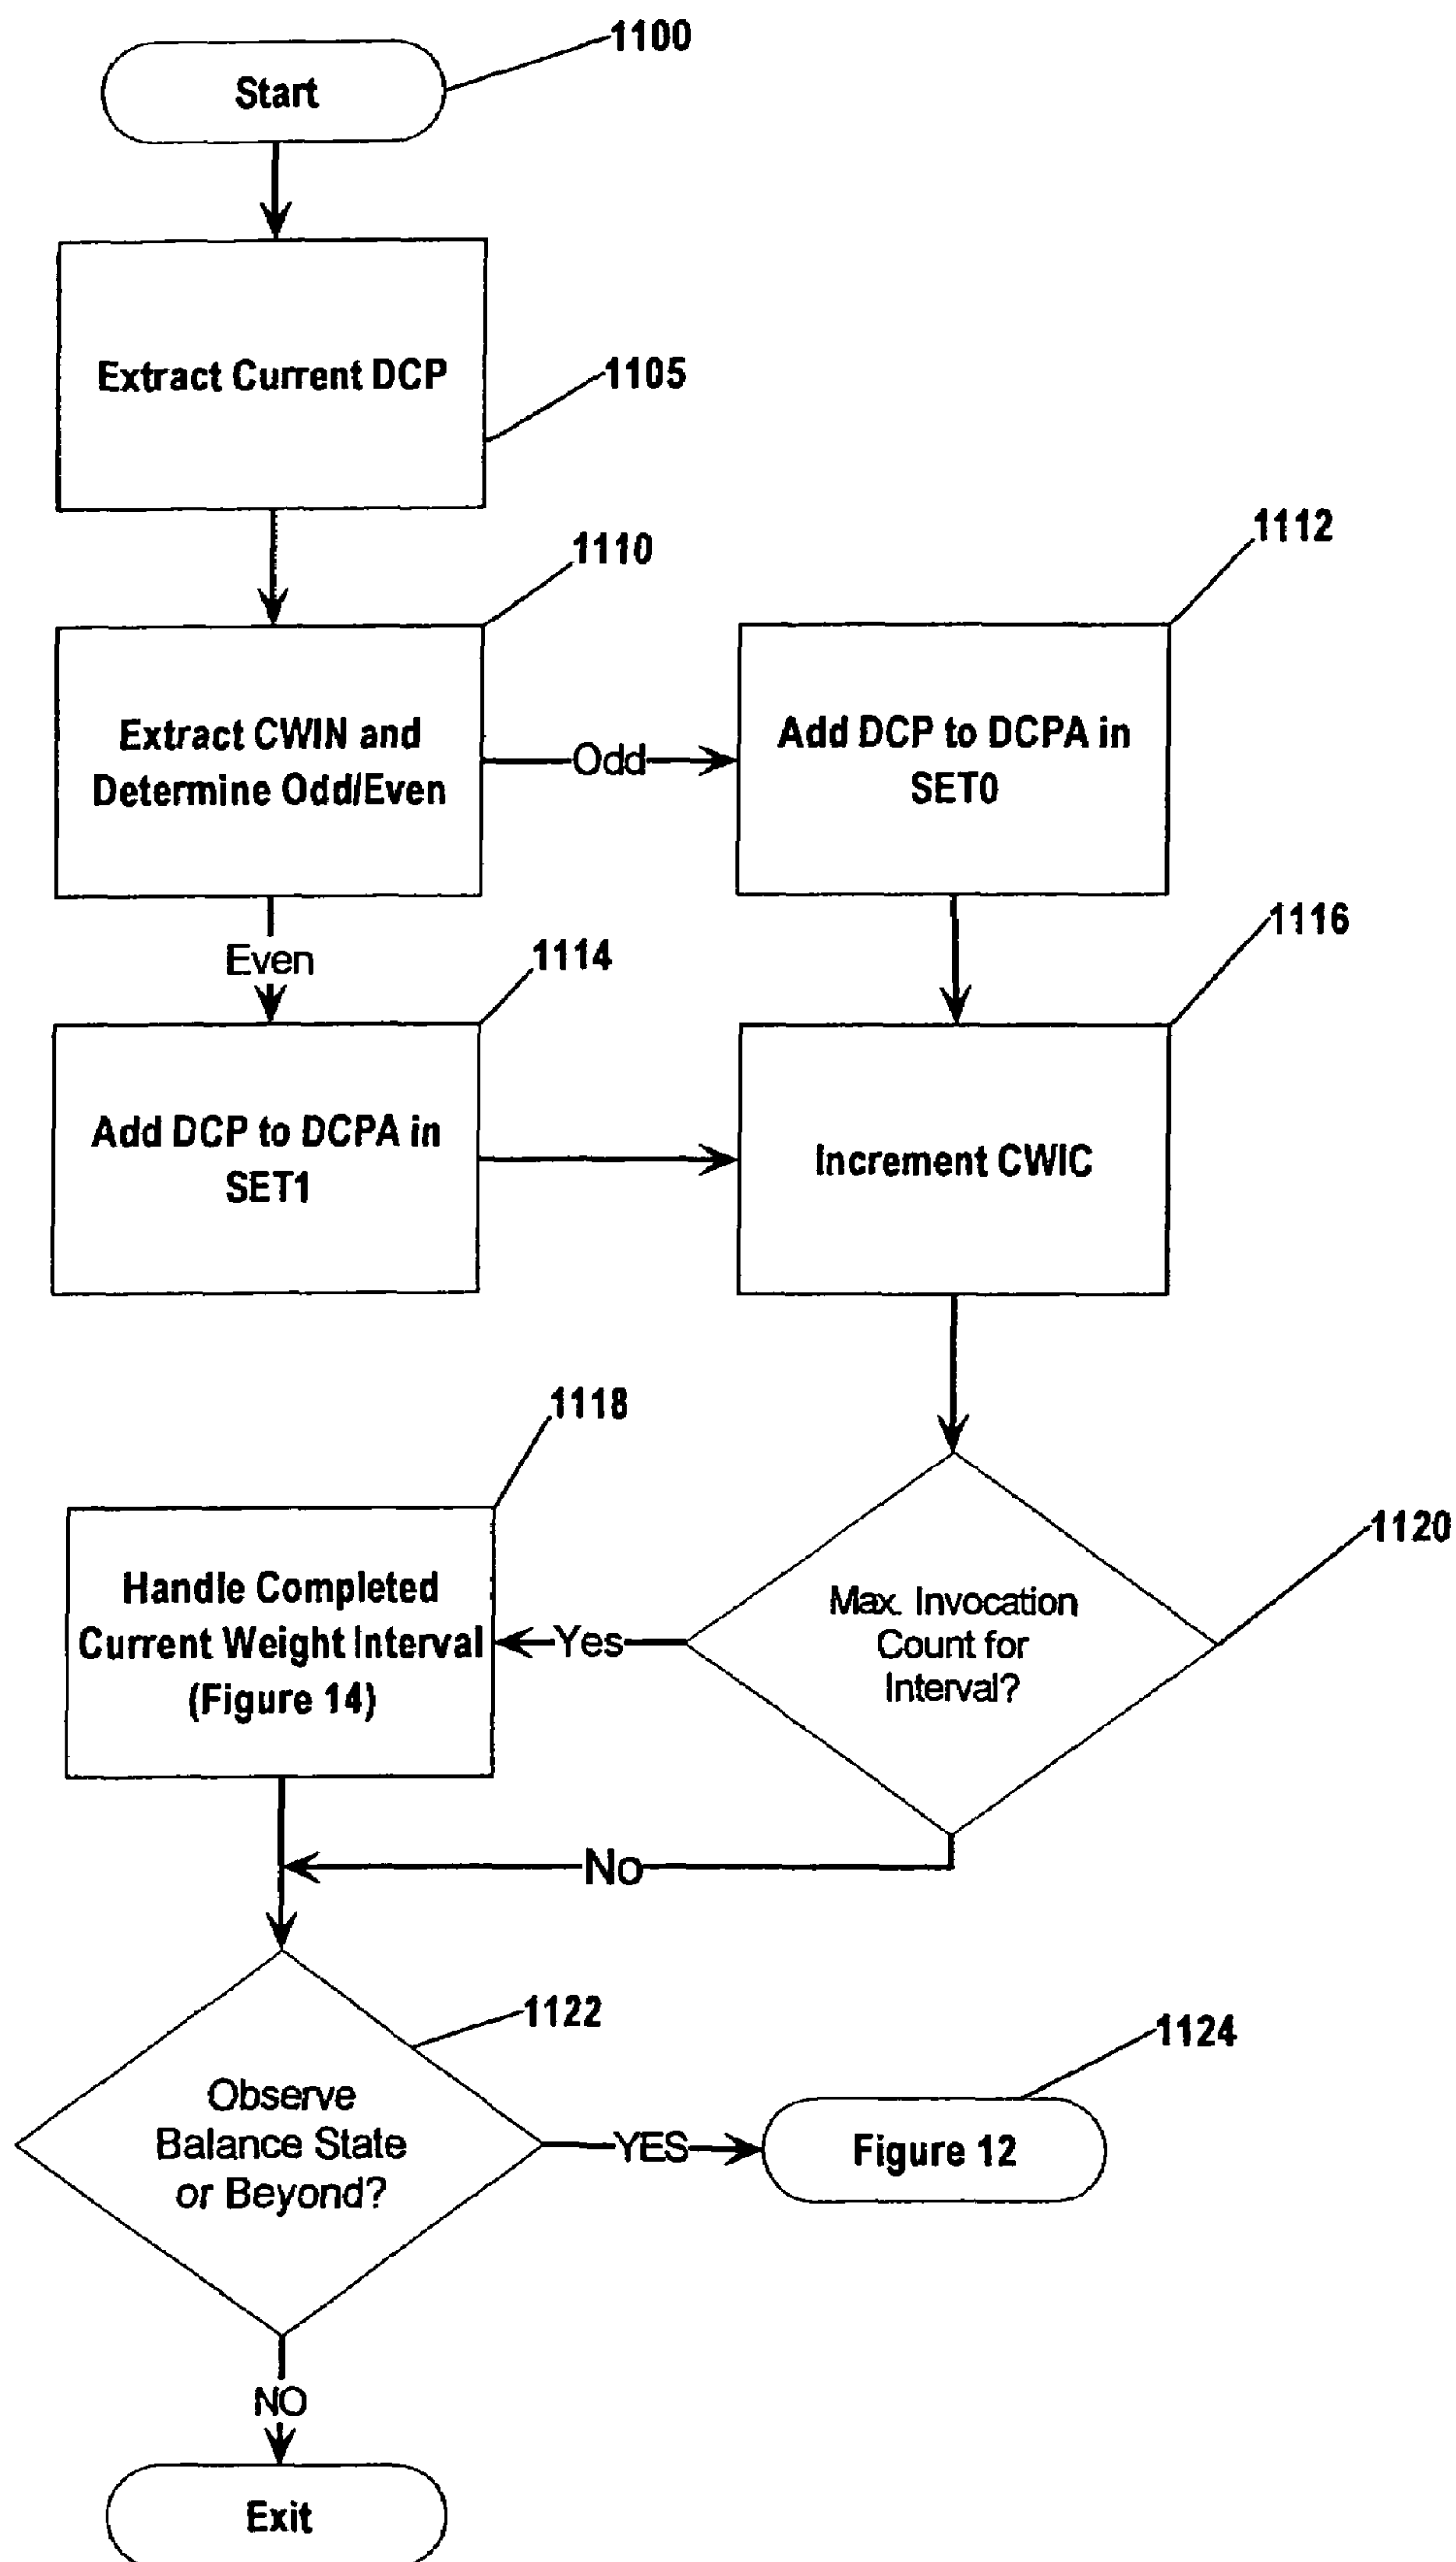 1100
Start
Extract Current DCP
1105
1110
1112
Extract CWIN and
Determine Odd/Even
Odd
Add DCP to DCPA in
SET0
Even
1114
1116
Add DCP to DCPA in
SET1
Increment CWIC
1118
1120
Handle Completed
Current Weight Interval
(Figure 14)
Yes
Max. Invocation
Count for
Interval?
No
1122
1124
Observe
Balance State
or Beyond?
YES
Figure 12
NO
Exit